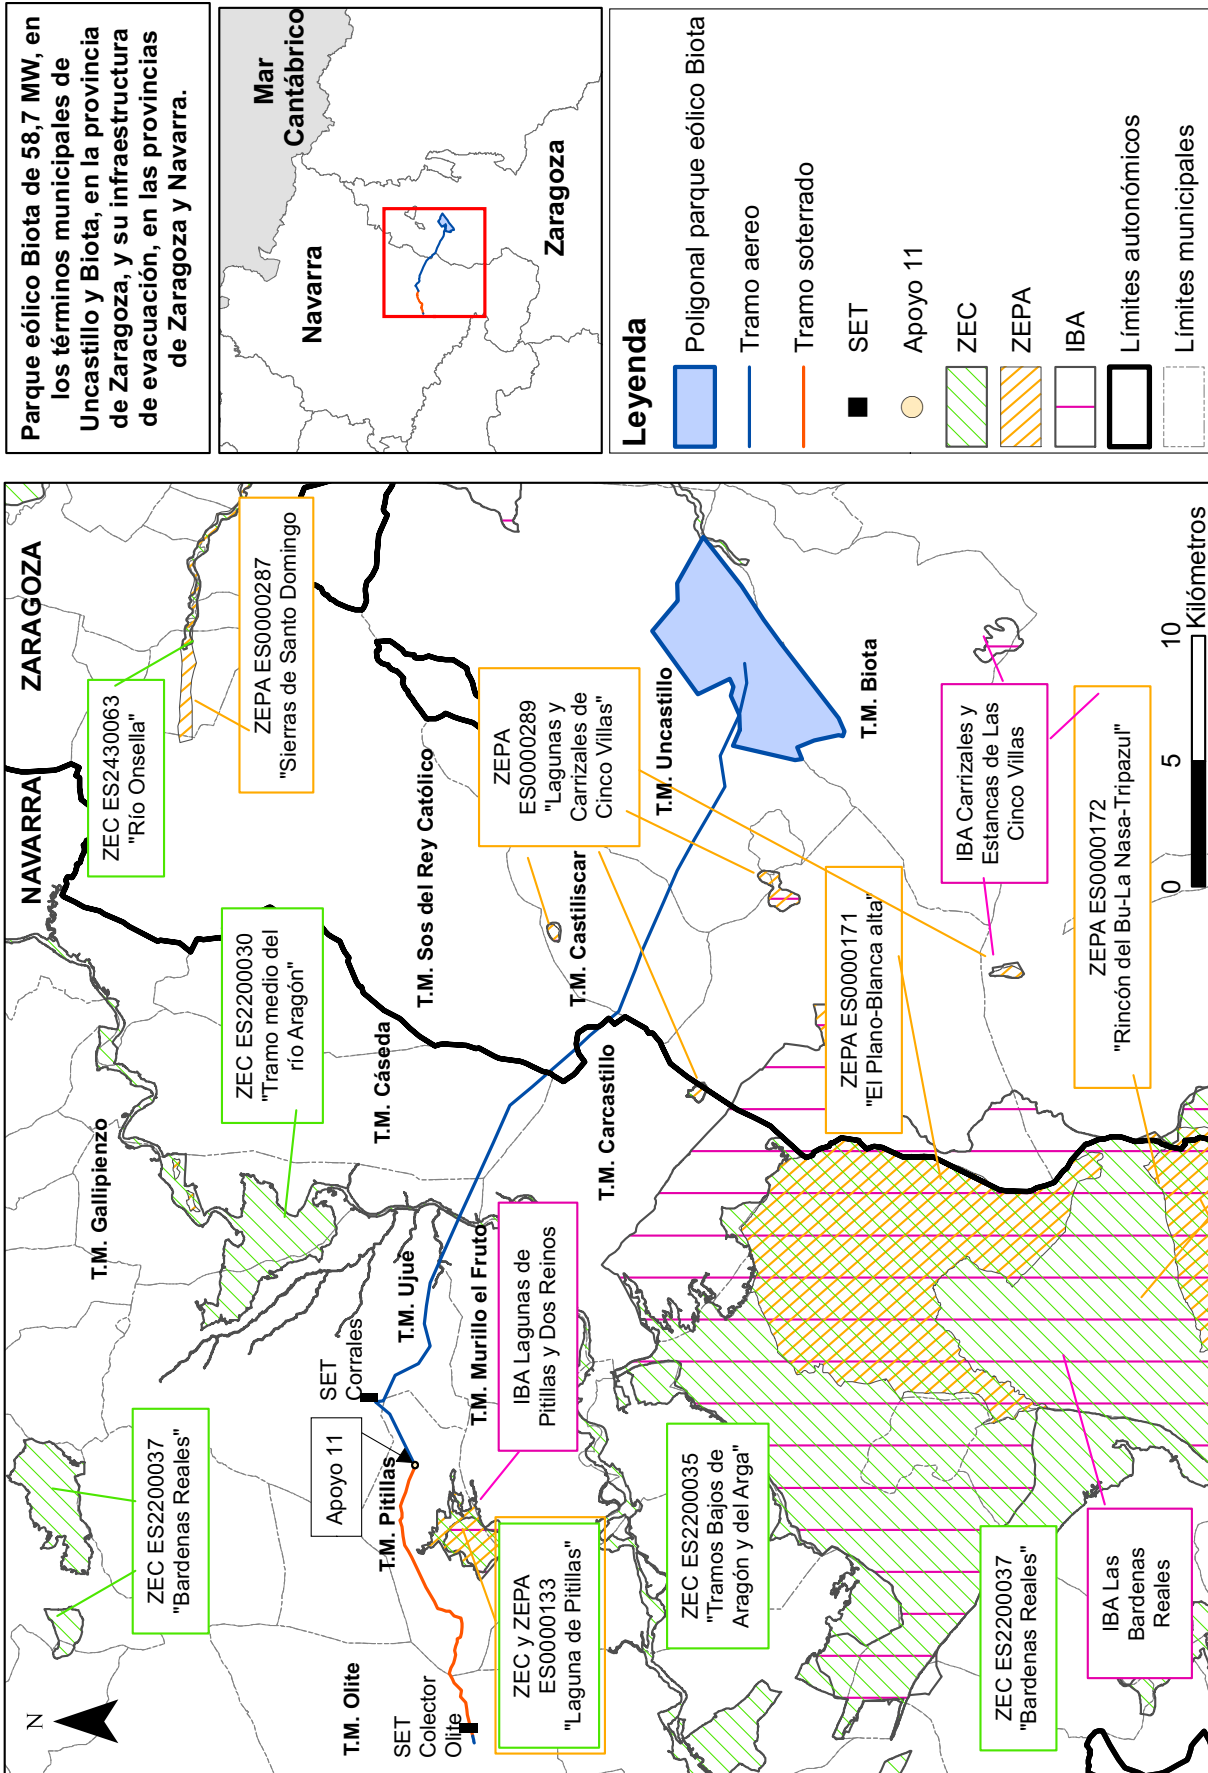 Parque eólico Biota de 58,7 MW, en
los términos municipales de
Uncastillo y Biota, en la provincia
de Zaragoza, y su infraestructura
de evacuación, en las provincias
de Zaragoza y Navarra.
Mar
Cantábrico
Navarra
Zaragoza
Leyenda
Poligonal parque eólico Biota
Tramo aereo
Tramo soterrado
SET
Apoyo 11
ZEC
ZEPA
IBA
Límites autonómicos
Límites municipales
N
NAVARRA
ZARAGOZA
ZEC ES2200037
"Bardenas Reales"
T.M. Gallipienzo
ZEC ES2430063
"Río Onsella"
ZEPA ES0000287
"Sierras de Santo Domingo
ZEC ES2200030
"Tramo medio del
río Aragón"
T.M. Cáseda
T.M. Sos del Rey Católico
SET
Corrales
Apoyo 11
T.M. Ujué
T.M. Pitillas
T.M. Olite
SET
Colector
Olite
T.M. Murillo el Fruto
IBA Lagunas de
Pitillas y Dos Reinos
ZEC y ZEPA
ES0000133
"Laguna de Pitillas"
T.M. Carcastillo
T.M. Castiliscar
ZEPA
ES0000289
"Lagunas y
Carrizales de
Cinco Villas"
T.M. Uncastillo
T.M. Biota
ZEC ES2200035
"Tramos Bajos de
Aragón y del Arga"
ZEPA ES0000171
"El Plano-Blanca alta"
IBA Carrizales y
Estancas de Las
Cinco Villas
ZEC ES2200037
"Bardenas Reales"
IBA Las
Bardenas
Reales
ZEPA ES0000172
"Rincón del Bu-La Nasa-Tripazul"
0 5 10
Kilómetros